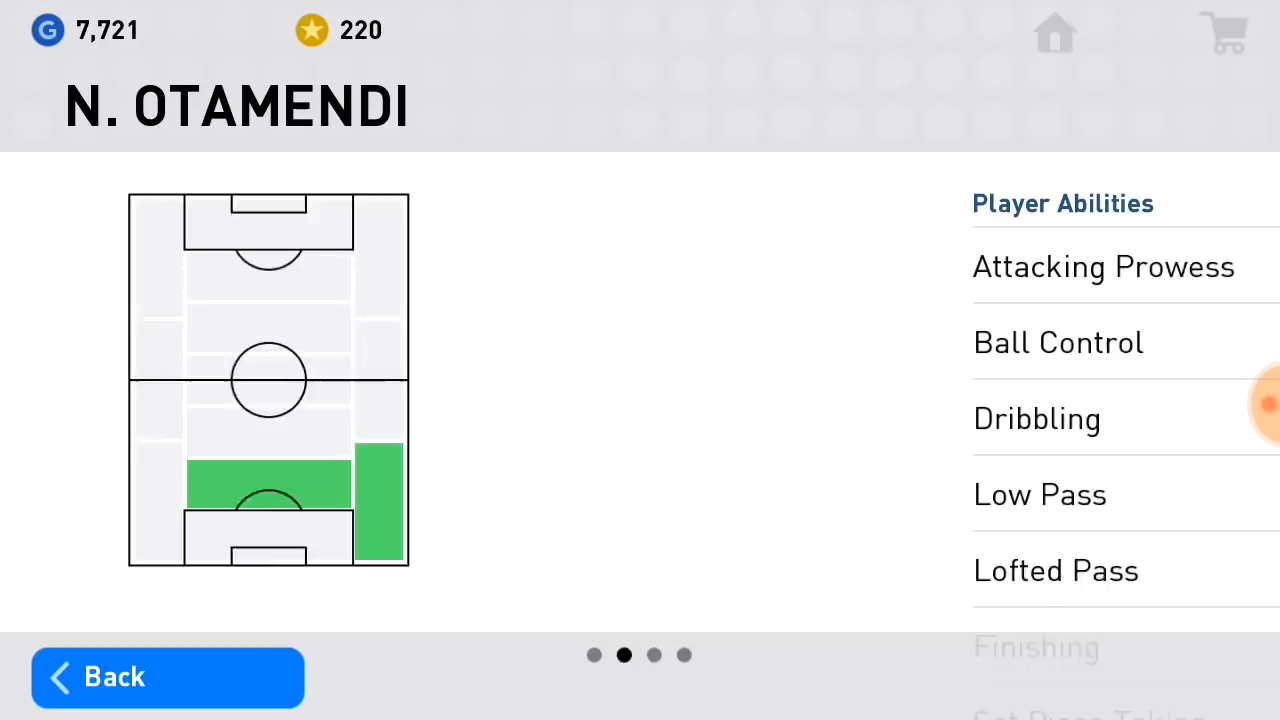 G 7,721 220
N. OTAMENDI
Player Abilities
Attacking Prowess
Ball Control
Dribbling
Low Pass
Lofted Pass
Finishing
Back